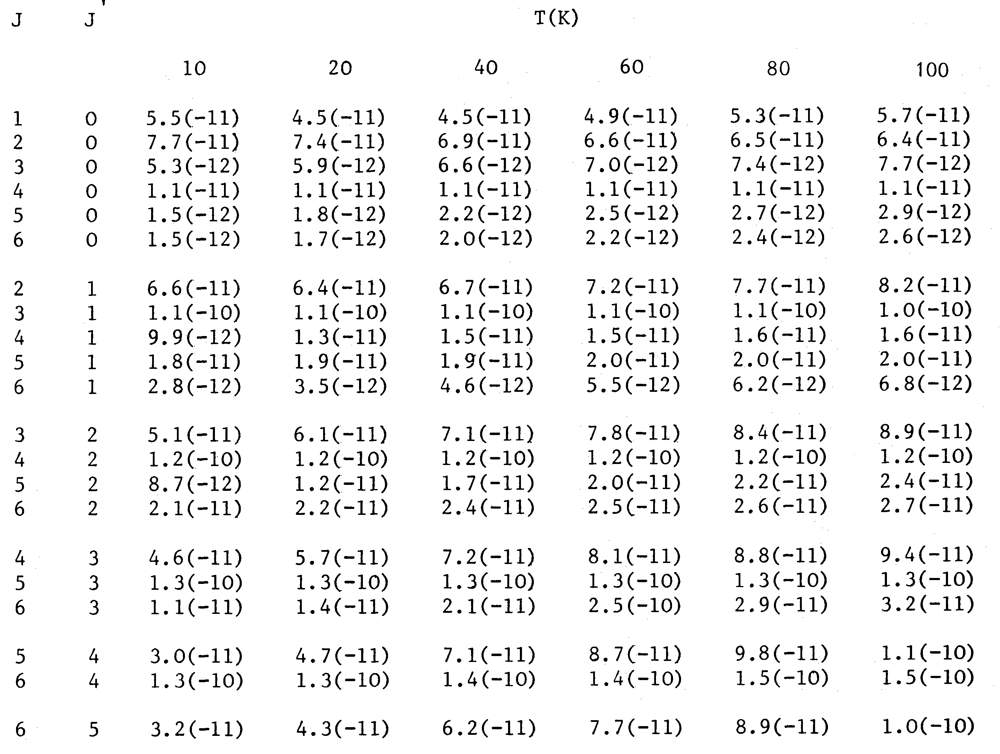 J J T(K)
10 20 40 60 80 100
1 0 5.5(-11) 4.5(-11) 4.5(-11) 4.9(-11) 5.3(-11) 5.7(-11)
2 0 7.7(-11) 7.4(-11) 6.9(-11) 6.6(-11) 6.5(-11) 6.4(-11)
3 0 5.3(-12) 5.9(-12) 6.6(-12) 7.0(-12) 7.4(-12) 7.7(-12)
4 0 1.1(-11) 1.1(-11) 1.1(-11) 1.1(-11) 1.1(-11) 1.1(-11)
5 0 1.5(-12) 1.8(-12) 2.2(-12) 2.5(-12) 2.7(-12) 2.9(-12)
6 0 1.5(-12) 1.7(-12) 2.0(-12) 2.2(-12) 2.4(-12) 2.6(-12)
2 1 6.6(-11) 6.4(-11) 6.7(-11) 7.2(-11) 7.7(-11) 8.2(-11)
3 1 1.1(-10) 1.1(-10) 1.1(-10) 1.1(-10) 1.1(-10) 1.0(-10)
4 1 9.9(-12) 1.3(-11) 1.5(-11) 1.5(-11) 1.6(-11) 1.6(-11)
5 1 1.8(-11) 1.9(-11) 1.9(-11) 2.0(-11) 2.0(-11) 2.0(-11)
6 1 2.8(-12) 3.5(-12) 4.6(-12) 5.5(-12) 6.2(-12) 6.8(-12)
3 2 5.1(-11) 6.1(-11) 7.1(-11) 7.8(-11) 8.4(-11) 8.9(-11)
4 2 1.2(-10) 1.2(-10) 1.2(-10) 1.2(-10) 1.2(-10) 1.2(-10)
5 2 8.7(-12) 1.2(-11) 1.7(-11) 2.0(-11) 2.2(-11) 2.4(-11)
6 2 2.1(-11) 2.2(-11) 2.4(-11) 2.5(-11) 2.6(-11) 2.7(-11)
4 3 4.6(-11) 5.7(-11) 7.2(-11) 8.1(-11) 8.8(-11) 9.4(-11)
5 3 1.3(-10) 1.3(-10) 1.3(-10) 1.3(-10) 1.3(-10) 1.3(-10)
6 3 1.1(-11) 1.4(-11) 2.1(-11) 2.5(-10) 2.9(-11) 3.2(-11)
5 4 3.0(-11) 4.7(-11) 7.1(-11) 8.7(-11) 9.8(-11) 1.1(-10)
6 4 1.3(-10) 1.3(-10) 1.4(-10) 1.4(-10) 1.5(-10) 1.5(-10)
6 5 3.2(-11) 4.3(-11) 6.2(-11) 7.7(-11) 8.9(-11) 1.0(-10)